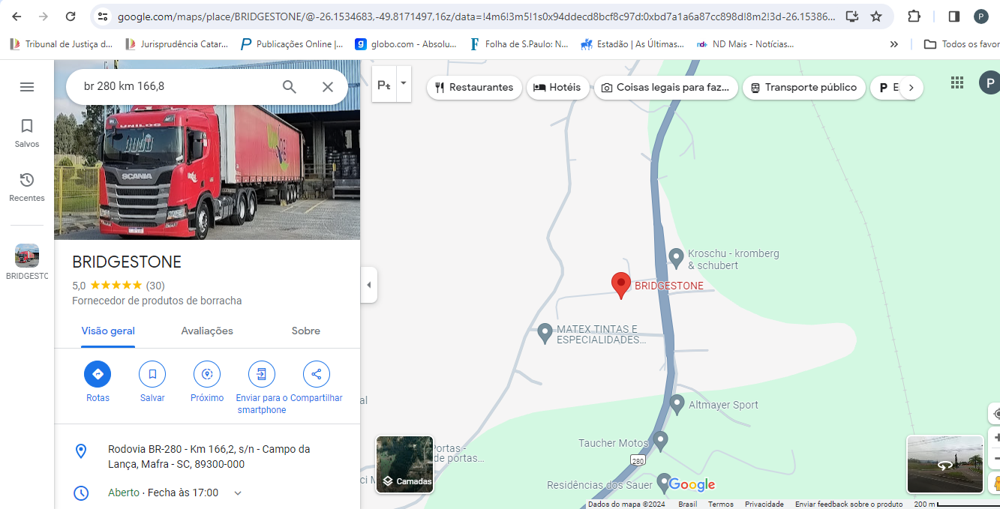 google.com/maps/place/BRIDGESTONE/@-26.1534683,-49.8171497,16z/data=!4m6!3m5!1s0x94ddecd8bcf8c97d:0xbd7a1a6a87cc898d!8m2!3d-26.15386...
P
Tribunal de Justiça d...
Jurisprudência Catar...
Publicações Online |...
globo.com - Absolu...
Folha de S.Paulo: N...
Estadão | As Últimas...
ND Mais - Notícias...
Todos os favor
br 280 km 166,8
Restaurantes
Hotéis
Coisas legais para faz...
Transporte público
P E
P
Salvos
Recentes
BRIDGESTC
UNILOG
SCANIA
BRIDGESTONE
5,0 (30)
Fornecedor de produtos de borracha
Visão geral
Avaliações
Sobre
Rotas
Salvar
Próximo
Enviar para o
smartphone
Compartilhar
Rodovia BR-280 - Km 166,2, s/n - Campo da
Lança, Mafra - SC, 89300-000
Aberto · Fecha às 17:00
Kroschu - kromberg
& schubert
BRIDGESTONE
MATEX TINTAS E
ESPECIALIDADES...
Altmayer Sport
Taucher Motos
280
Residências dos Sauer
Portas -
de portas...
Camadas
Google
Dados do mapa ©2024
Brasil
Termos
Privacidade
Enviar feedback sobre o produto
200 m